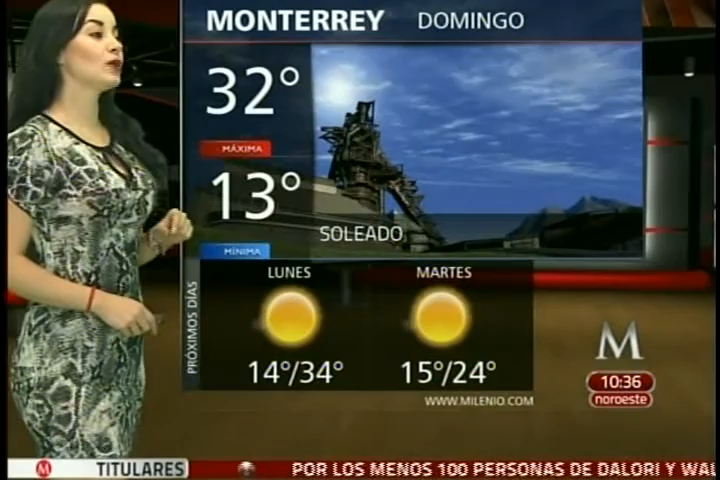 MONTERREY DOMINGO
32°
MÁXIMA
13°
MÍNIMA
SOLEADO
PRÓXIMOS DÍAS
LUNES
14°/34°
MARTES
15°/24°
WWW.MILENIO.COM
M
10:36
noroeste
M TITULARES
POR LOS MENOS 100 PERSONAS DE DALORI Y WAL